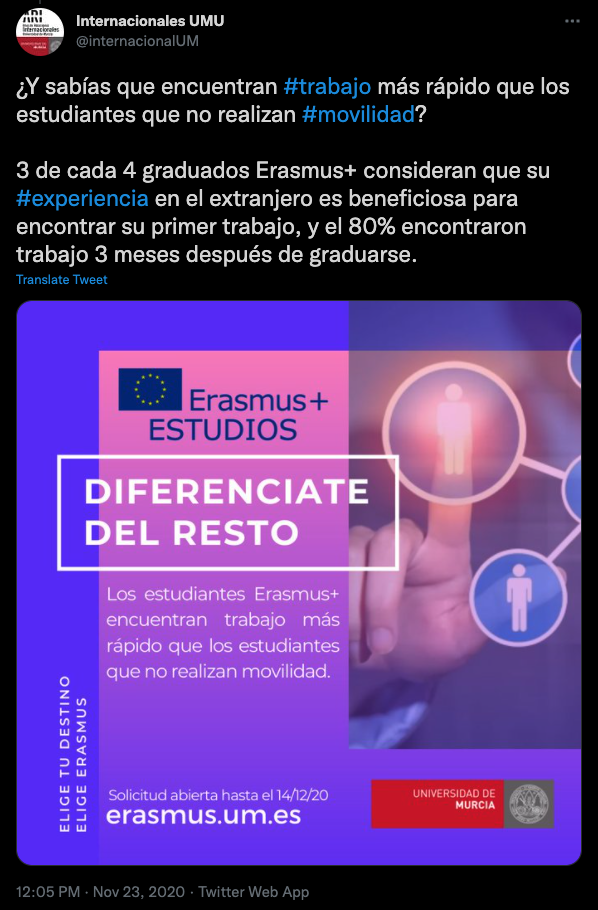 ARI
Internacionales
Internacionales UMU
@internacionalUM
¿Y sabías que encuentran #trabajo más rápido que los
estudiantes que no realizan #movilidad?
3 de cada 4 graduados Erasmus+ consideran que su
#experiencia en el extranjero es beneficiosa para
encontrar su primer trabajo, y el 80% encontraron
trabajo 3 meses después de graduarse.
Translate Tweet
Erasmus+
ESTUDIOS
DIFERENCIATE
DEL RESTO
Los estudiantes Erasmus+
encuentran trabajo más
rápido que los estudiantes
que no realizan movilidad.
ELIGE TU DESTINO
ELIGE ERASMUS
Solicitud abierta hasta el 14/12/20
erasmus.um.es
UNIVERSIDAD DE
MURCIA
12:05 PM · Nov 23, 2020 · Twitter Web App